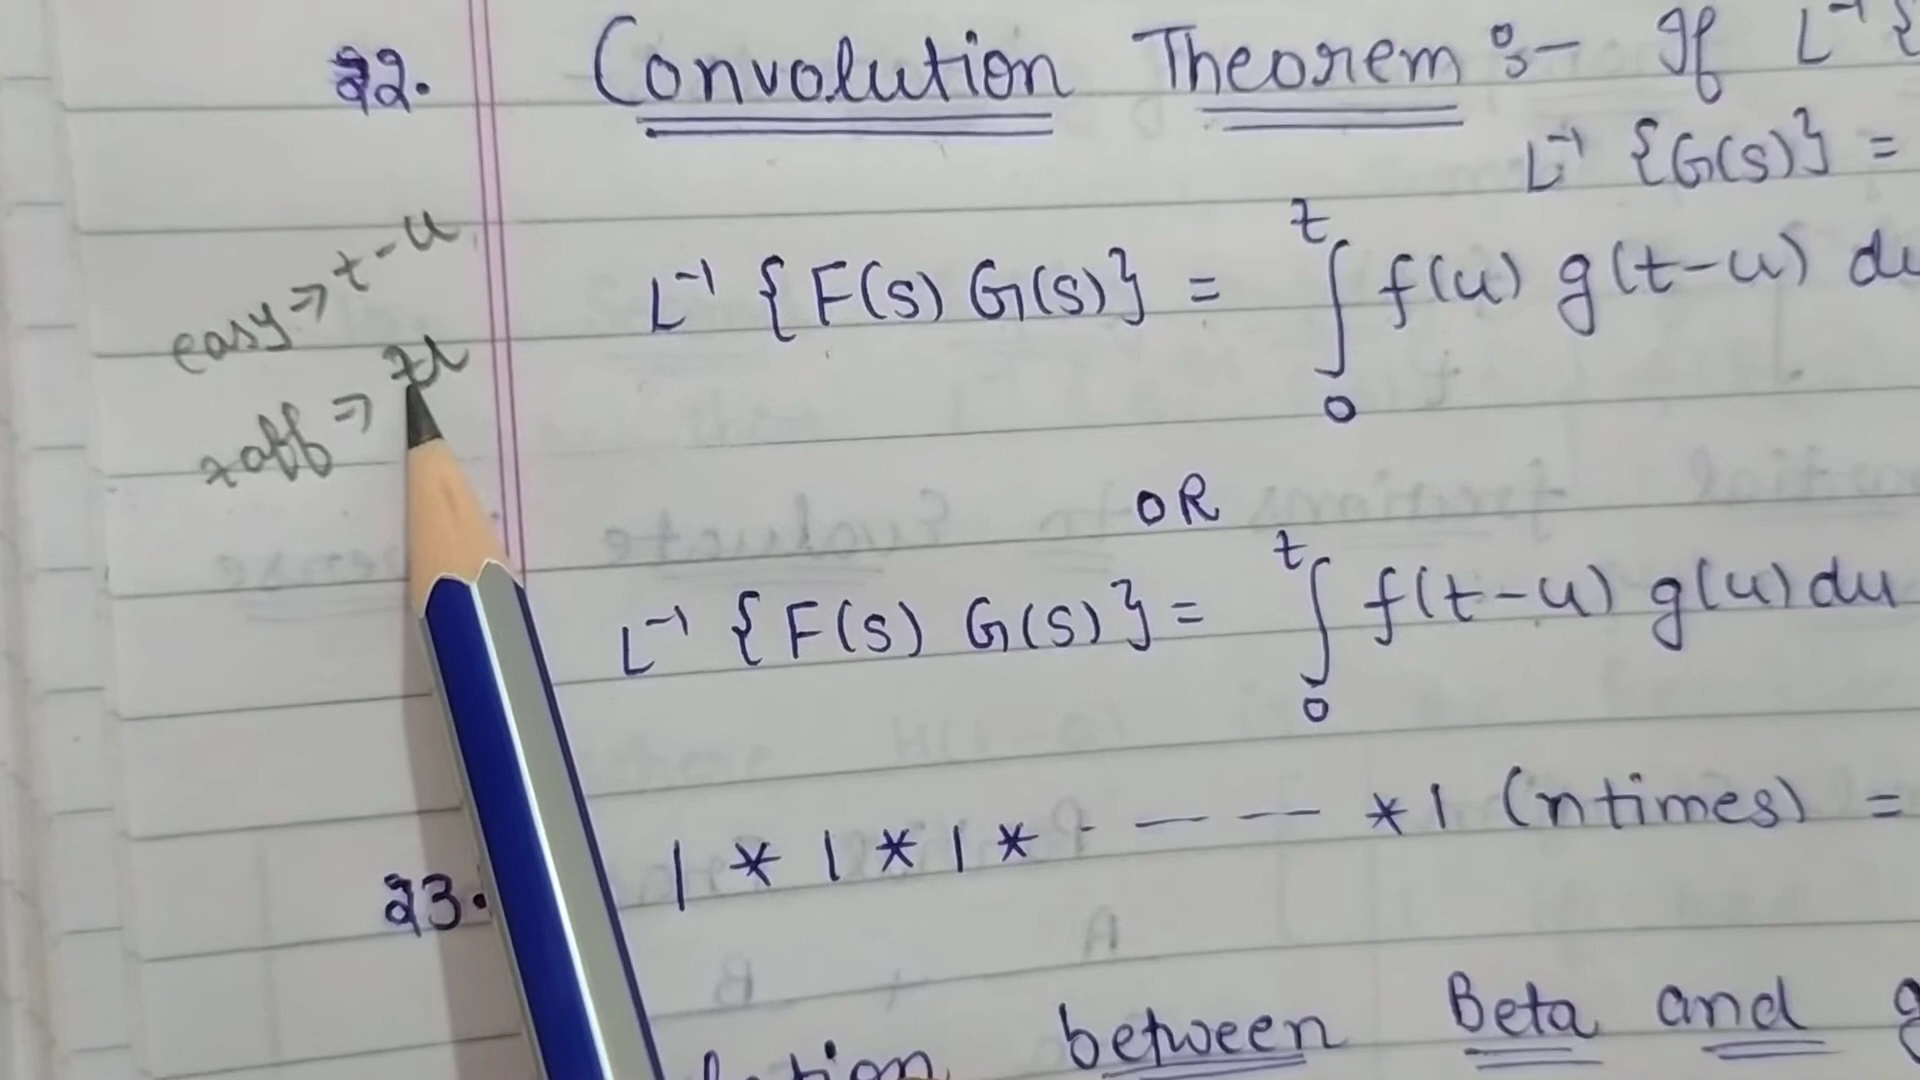 22. Convolution Theorem :- If L⁻¹ {
L⁻¹ {G(s)} =
easy ⇒ t-u
L⁻¹ {F(s) G(s)} = ∫₀ᵗ f(u) g(t-u) du
OR
L⁻¹ {F(s) G(s)} = ∫₀ᵗ f(t-u) g(u) du
23. 1 * 1 * 1 * - — — * 1 (n times) =
between Beta and